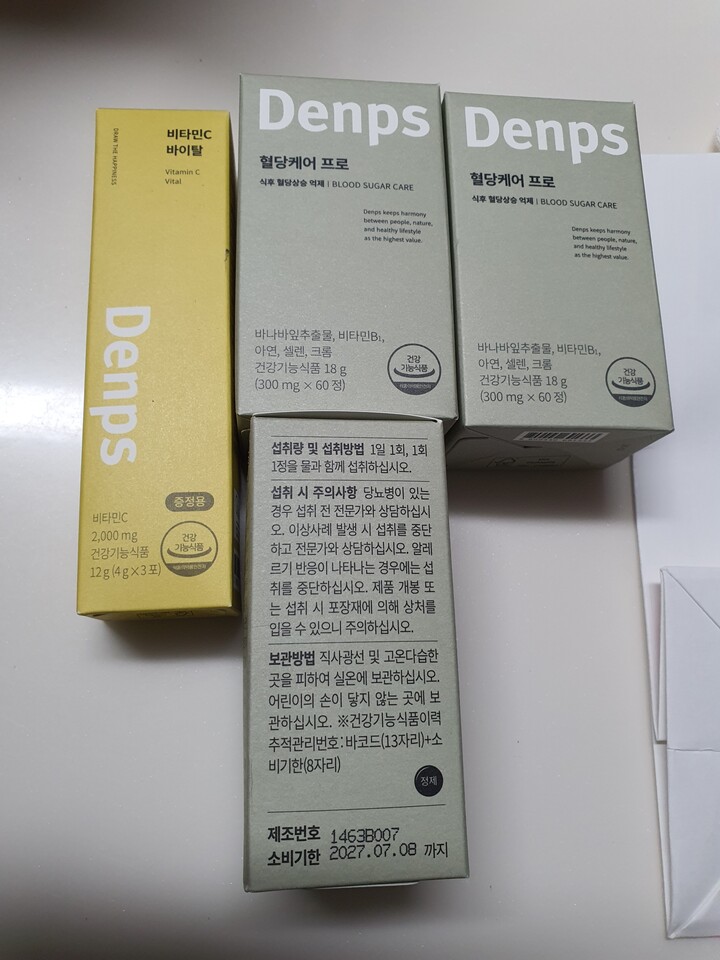 DRAW THE HAPPINESS
비타민C
바이탈
Vitamin C
Vital
Denps
증정용
비타민C
2,000 mg
건강기능식품
12 g (4 g × 3 포)
건강
기능식품
Denps
혈당케어 프로
식후 혈당상승 억제 | BLOOD SUGAR CARE
Denps keeps harmony
between people, nature,
and healthy lifestyle
as the highest value.
바나바잎추출물, 비타민B₁,
아연, 셀렌, 크롬
건강기능식품 18 g
(300 mg × 60 정)
건강
기능식품
Denps
혈당케어 프로
식후 혈당상승 억제 | BLOOD SUGAR CARE
Denps keeps harmony
between people, nature,
and healthy lifestyle
as the highest value.
바나바잎추출물, 비타민B₁,
아연, 셀렌, 크롬
건강기능식품 18 g
(300 mg × 60 정)
건강
기능식품
섭취량 및 섭취방법 1일 1회, 1회
1정을 물과 함께 섭취하십시오.
섭취 시 주의사항 당뇨병이 있는
경우 섭취 전 전문가와 상담하십시
오. 이상사례 발생 시 섭취를 중단
하고 전문가와 상담하십시오. 알레
르기 반응이 나타나는 경우에는 섭
취를 중단하십시오. 제품 개봉 또
는 섭취 시 포장재에 의해 상처를
입을 수 있으니 주의하십시오.
보관방법 직사광선 및 고온다습한
곳을 피하여 실온에 보관하십시오.
어린이의 손이 닿지 않는 곳에 보
관하십시오. ※건강기능식품이력
추적관리번호: 바코드(13자리)+소
비기한(8자리)
정제
제조번호 1463B007
소비기한 2027.07.08 까지